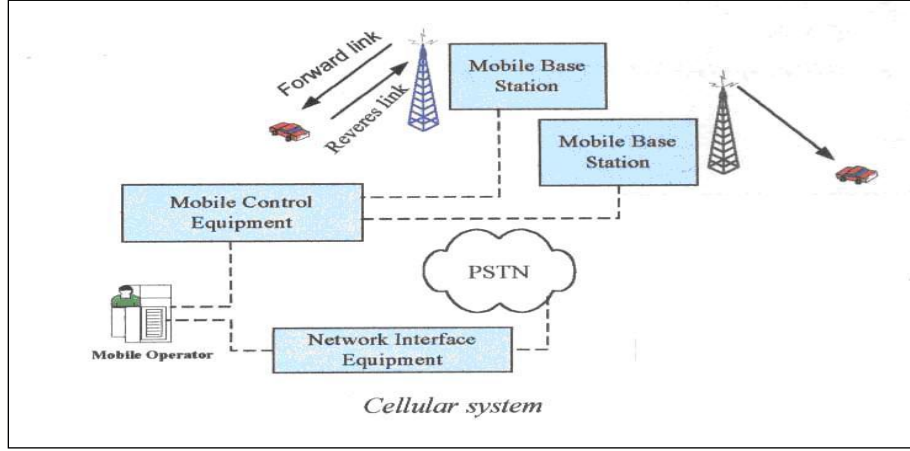 Forward link
Reveres link
Mobile Base
Station
Mobile Base
Station
Mobile Control
Equipment
PSTN
Mobile Operator
Network Interface
Equipment
Cellular system